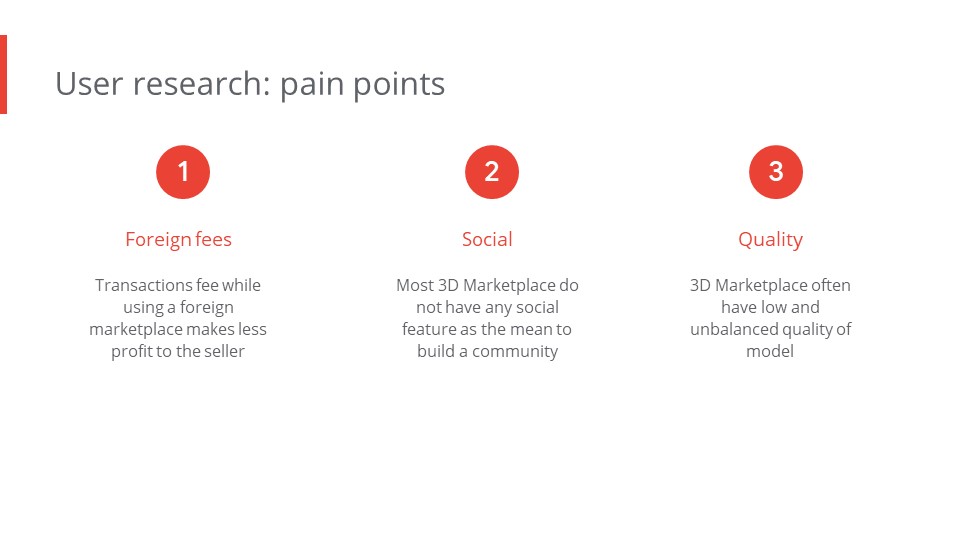 User research: pain points
1
2
3
Foreign fees
Social
Quality
Transactions fee while
using a foreign
marketplace makes less
profit to the seller
Most 3D Marketplace do
not have any social
feature as the mean to
build a community
3D Marketplace often
have low and
unbalanced quality of
model